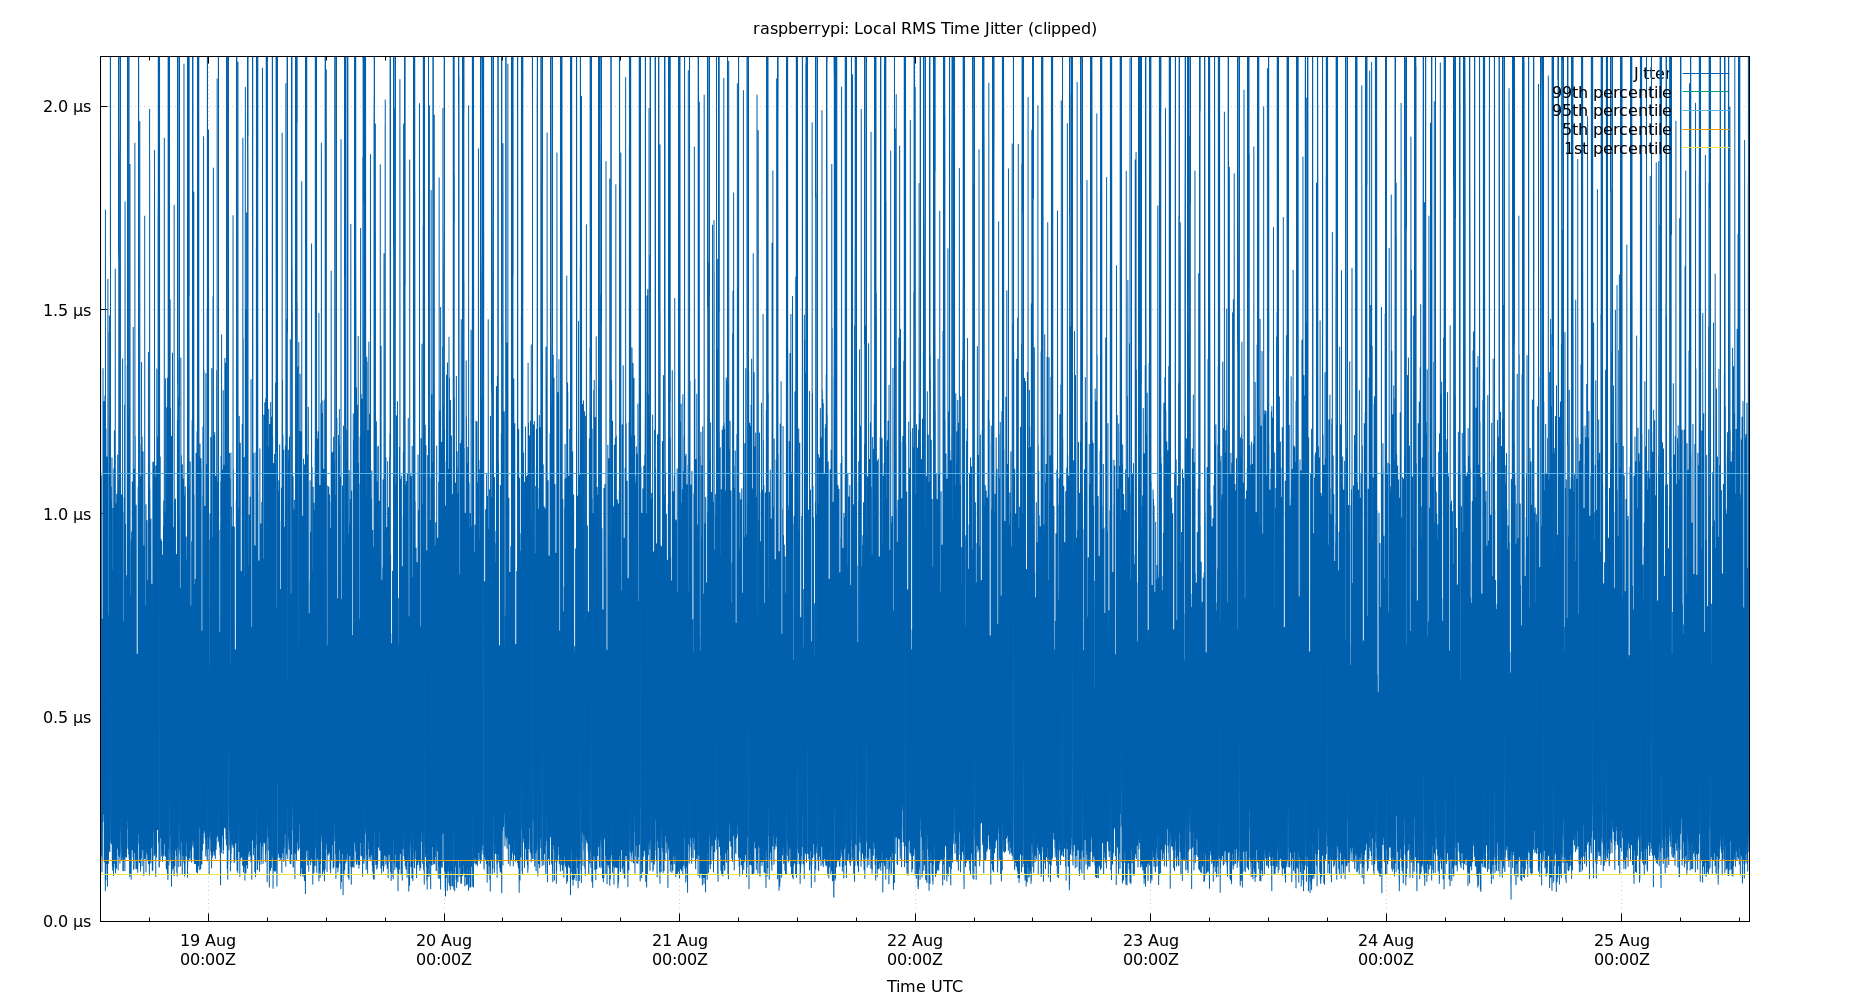 raspberrypi: Local RMS Time Jitter (clipped)
Jitter
99th percentile
95th percentile
5th percentile
1st percentile
2.0 µs
1.5 µs
1.0 µs
0.5 µs
0.0 µs
19 Aug 20 Aug 21 Aug 22 Aug 23 Aug 24 Aug 25 Aug
00:00Z 00:00Z 00:00Z 00:00Z 00:00Z 00:00Z 00:00Z
Time UTC